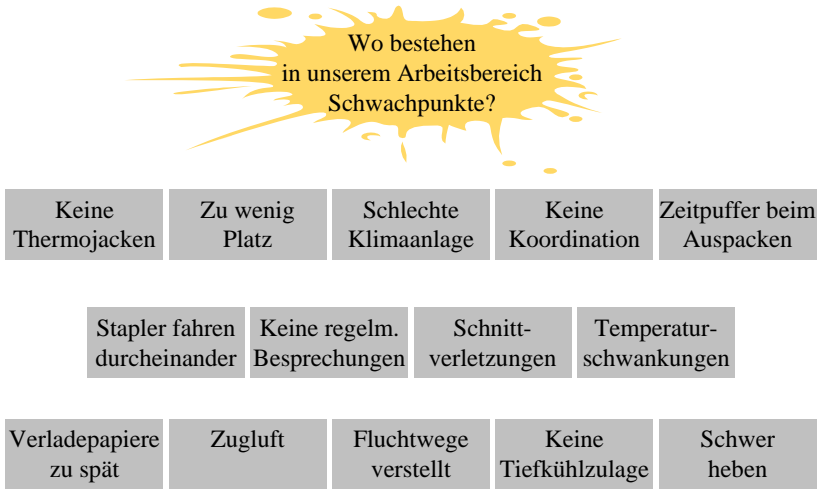 Wo bestehen
in unserem Arbeitsbereich
Schwachpunkte?
Keine
Thermojacken
Zu wenig
Platz
Schlechte
Klimaanlage
Keine
Koordination
Zeitpuffer beim
Auspacken
Stapler fahren
durcheinander
Keine regelm.
Besprechungen
Schnitt-
verletzungen
Temperatur-
schwankungen
Verladepapiere
zu spät
Zugluft
Fluchtwege
verstellt
Keine
Tiefkühlzulage
Schwer
heben